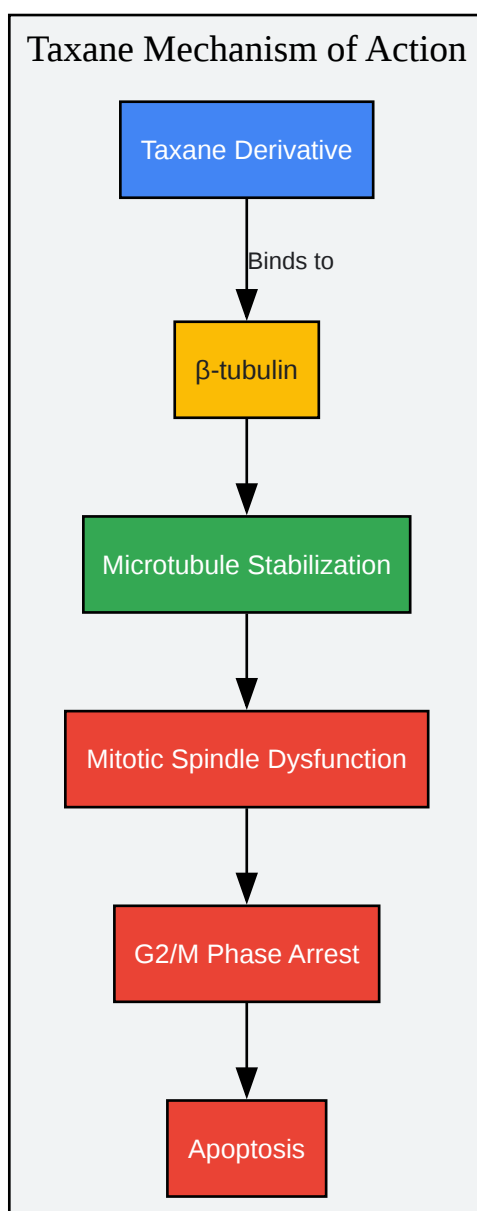 Taxane Mechanism of Action
Taxane Derivative
Binds to
β-tubulin
Microtubule Stabilization
Mitotic Spindle Dysfunction
G2/M Phase Arrest
Apoptosis